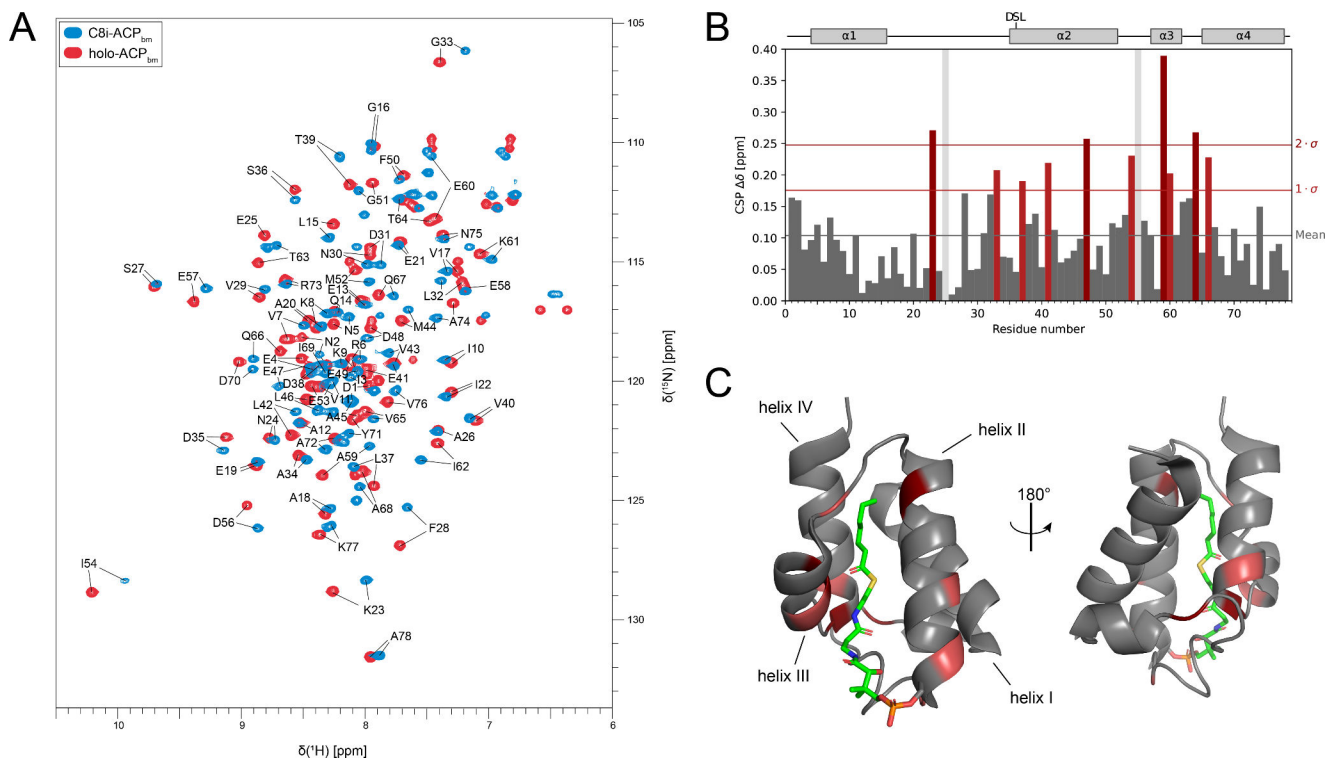 A
C8i-ACPbm
holo-ACPbm
G33
G16
T39
F50
S36
G51
E60
T64
E25
L15
D31
N75
T63
N30
E21
V17
K61
S27
E57
M52
Q67
V29
R73
E13
L32
E58
A20
K8
Q14
V7
N5
M44
A74
Q66
N2
D48
I69
R6
V43
E4
K9
I10
E47
E49
I3
D70
D38
D1
I22
L46
E53
V11
V76
L42
A45
V65
V40
N24
A12
Y71
A26
D35
A72
A59
L37
I62
E19
A34
A68
A18
F28
D56
K77
I54
K23
A78
105
110
115
120
125
130
δ(¹⁵N) [ppm]
10
9
8
7
6
δ(¹H) [ppm]
B
DSL
α1
α2
α3
α4
0.40
0.35
0.30
0.25
0.20
0.15
0.10
0.05
0.00
CSP Δδ [ppm]
2·σ
1·σ
Mean
0
10
20
30
40
50
60
70
Residue number
C
helix IV
helix II
180°
helix III
helix I